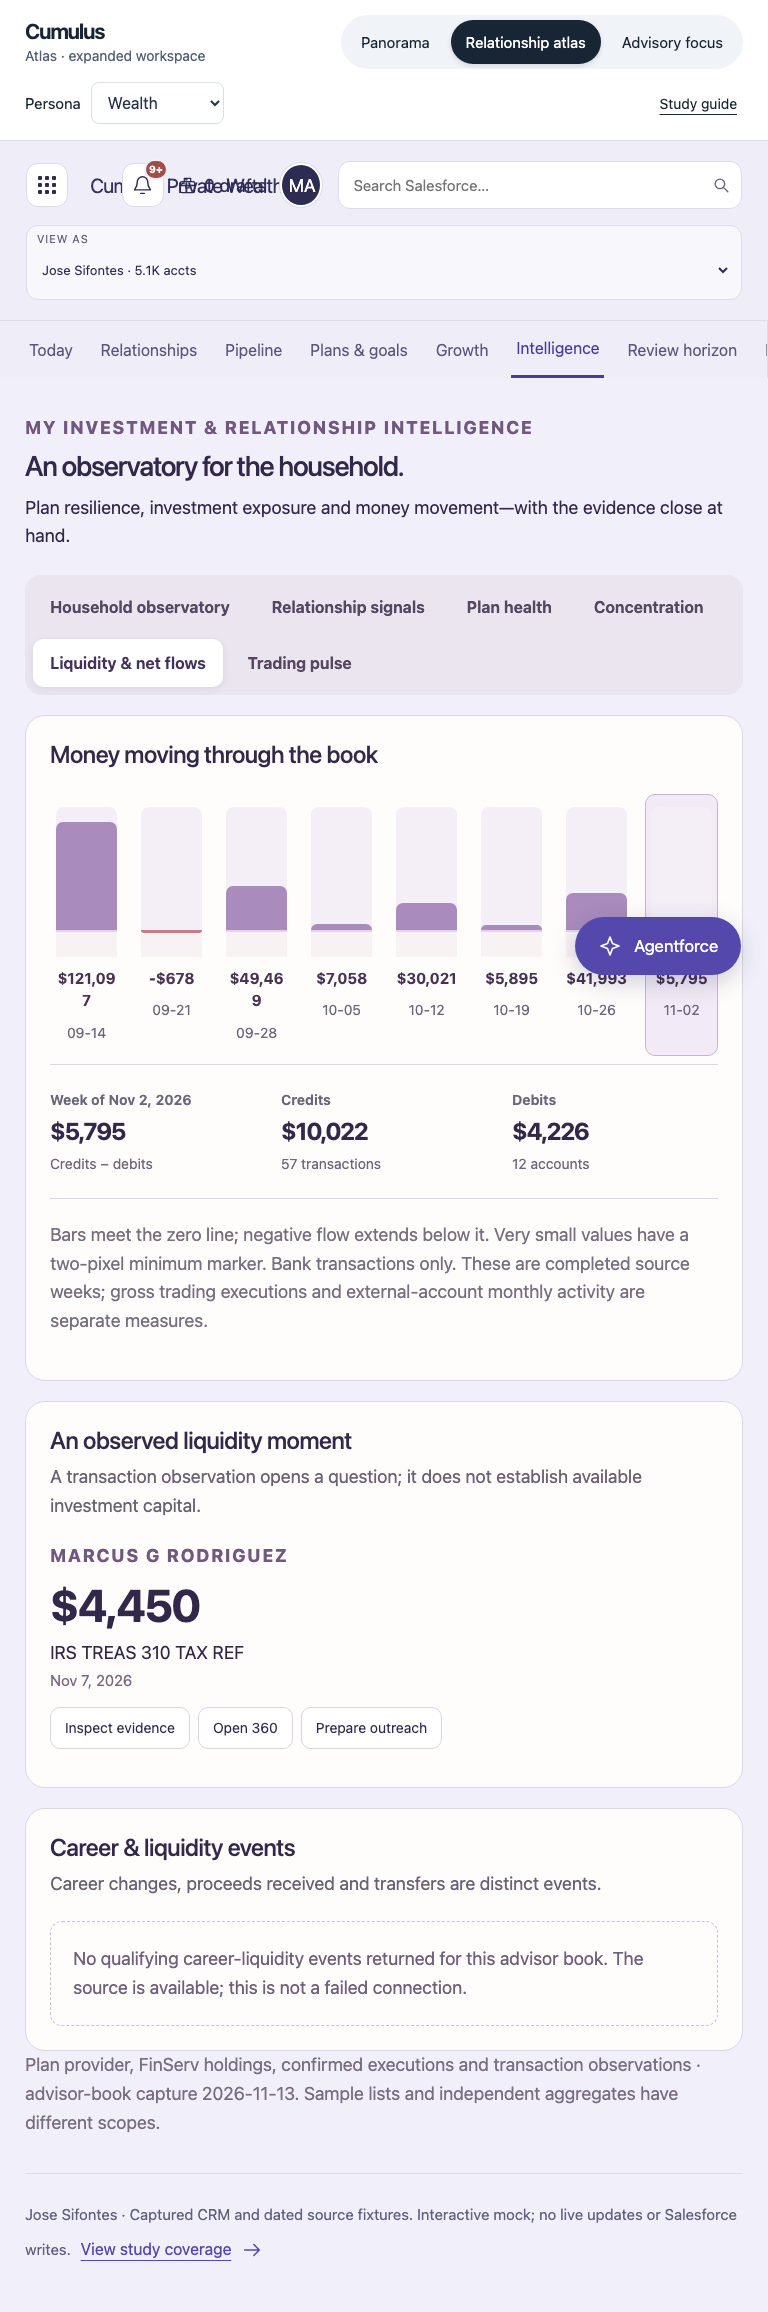 Cumulus
Atlas · expanded workspace
Panorama
Relationship atlas
Advisory focus
Persona
Wealth
Study guide
9+
Private Wealth
MA
Search Salesforce...
VIEW AS
Jose Sifontes · 5.1K accts
Today
Relationships
Pipeline
Plans & goals
Growth
Intelligence
Review horizon
MY INVESTMENT & RELATIONSHIP INTELLIGENCE
An observatory for the household.
Plan resilience, investment exposure and money movement—with the evidence close at
hand.
Household observatory
Relationship signals
Plan health
Concentration
Liquidity & net flows
Trading pulse
Money moving through the book
$121,09
7
09-14
-$678
09-21
$49,46
9
09-28
$7,058
10-05
$30,021
10-12
$5,895
10-19
$41,993
10-26
$5,795
11-02
Agentforce
Week of Nov 2, 2026
$5,795
Credits – debits
Credits
$10,022
57 transactions
Debits
$4,226
12 accounts
Bars meet the zero line; negative flow extends below it. Very small values have a
two-pixel minimum marker. Bank transactions only. These are completed source
weeks; gross trading executions and external-account monthly activity are
separate measures.
An observed liquidity moment
A transaction observation opens a question; it does not establish available
investment capital.
MARCUS G RODRIGUEZ
$4,450
IRS TREAS 310 TAX REF
Nov 7, 2026
Inspect evidence
Open 360
Prepare outreach
Career & liquidity events
Career changes, proceeds received and transfers are distinct events.
No qualifying career-liquidity events returned for this advisor book. The
source is available; this is not a failed connection.
Plan provider, FinServ holdings, confirmed executions and transaction observations ·
advisor-book capture 2026-11-13. Sample lists and independent aggregates have
different scopes.
Jose Sifontes · Captured CRM and dated source fixtures. Interactive mock; no live updates or Salesforce
writes. View study coverage →